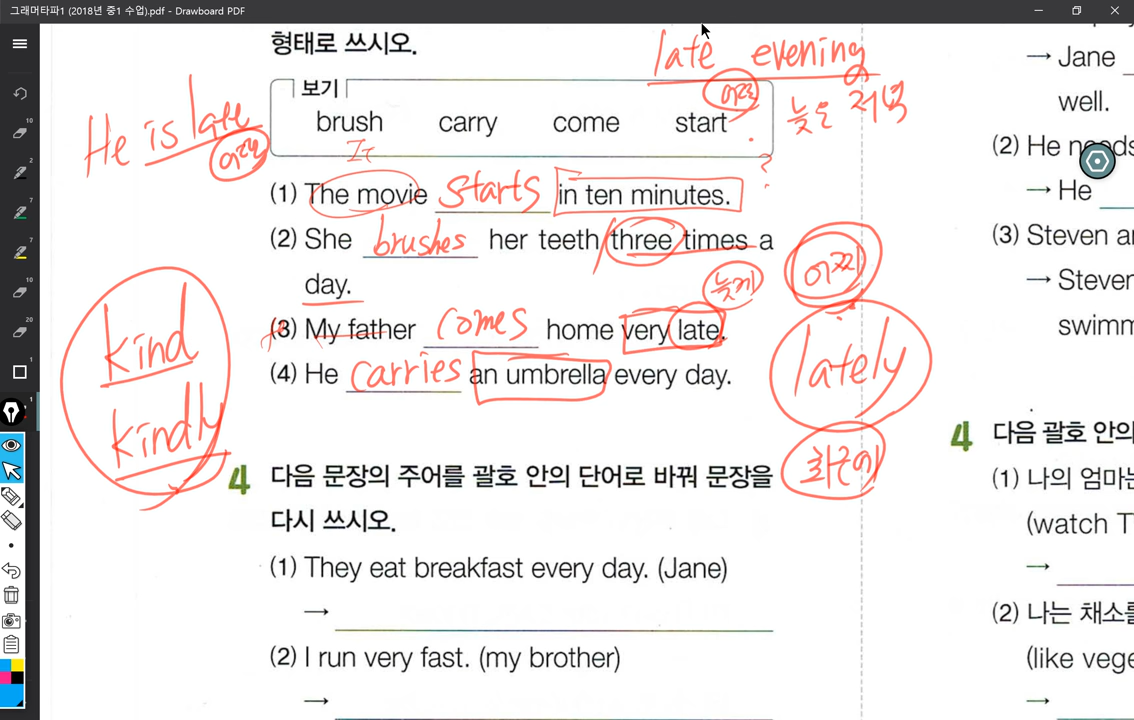 그래머타파1 (2018년 중1 수업).pdf - Drawboard PDF
형태로 쓰시오.
late evening
늦은 저녁
He is late
보기
brush carry come start
It
(1) The movie starts in ten minutes.
?
(2) She brushes her teeth three times a
day.
늦게
(3) My father comes home very late.
(4) He carries an umbrella every day.
kind
kindly
lately
최근에
4 다음 문장의 주어를 괄호 안의 단어로 바꿔 문장을
다시 쓰시오.
(1) They eat breakfast every day. (Jane)
→
(2) I run very fast. (my brother)
→
→ Jane
well.
(2) He needs
→ He
(3) Steven
→ Steven
swimm
4 다음 괄호 안의
(1) 나의 엄마는
(watch T
→
(2) 나는 채소를
(like vege
→